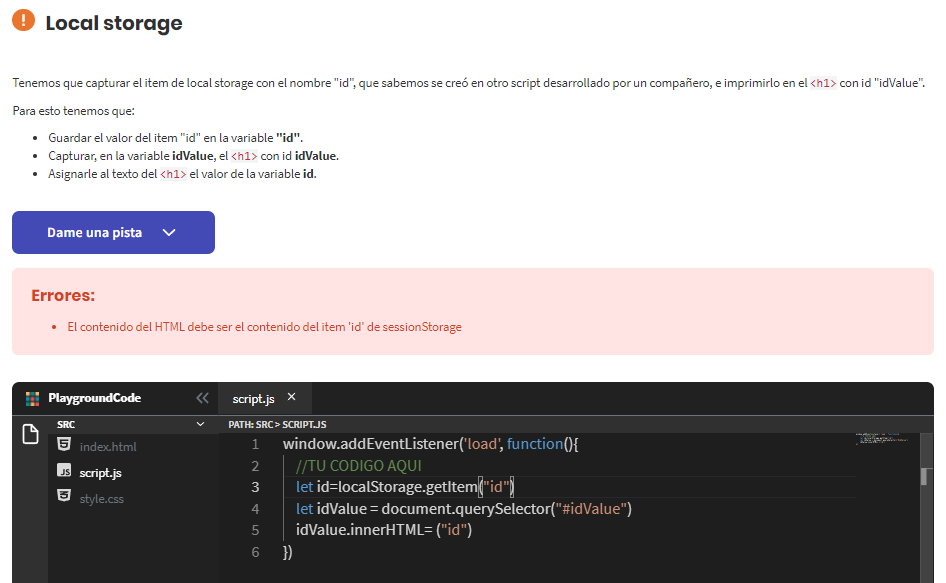 Local storage
Tenemos que capturar el item de local storage con el nombre "id", que sabemos se creó en otro script desarrollado por un compañero, e imprimirlo en el <h1> con id "idValue".
Para esto tenemos que:
Guardar el valor del item "id" en la variable "id".
Capturar, en la variable idValue, el <h1> con id idValue.
Asignarle al texto del <h1> el valor de la variable id.
Dame una pista
Errores:
El contenido del HTML debe ser el contenido del item 'id' de sessionStorage
PlaygroundCode
script.js
SRC
PATH: SRC > SCRIPT.JS
index.html
script.js
style.css
1 window.addEventListener('load', function(){
2 //TU CODIGO AQUI
3 let id=localStorage.getItem("id")
4 let idValue = document.querySelector("#idValue")
5 idValue.innerHTML= ("id")
6 })